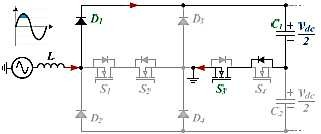 D1
D3
C1
+ Vdc
− 2
L
S1
S2
S3
S4
D2
D4
C2
+ Vdc
− 2